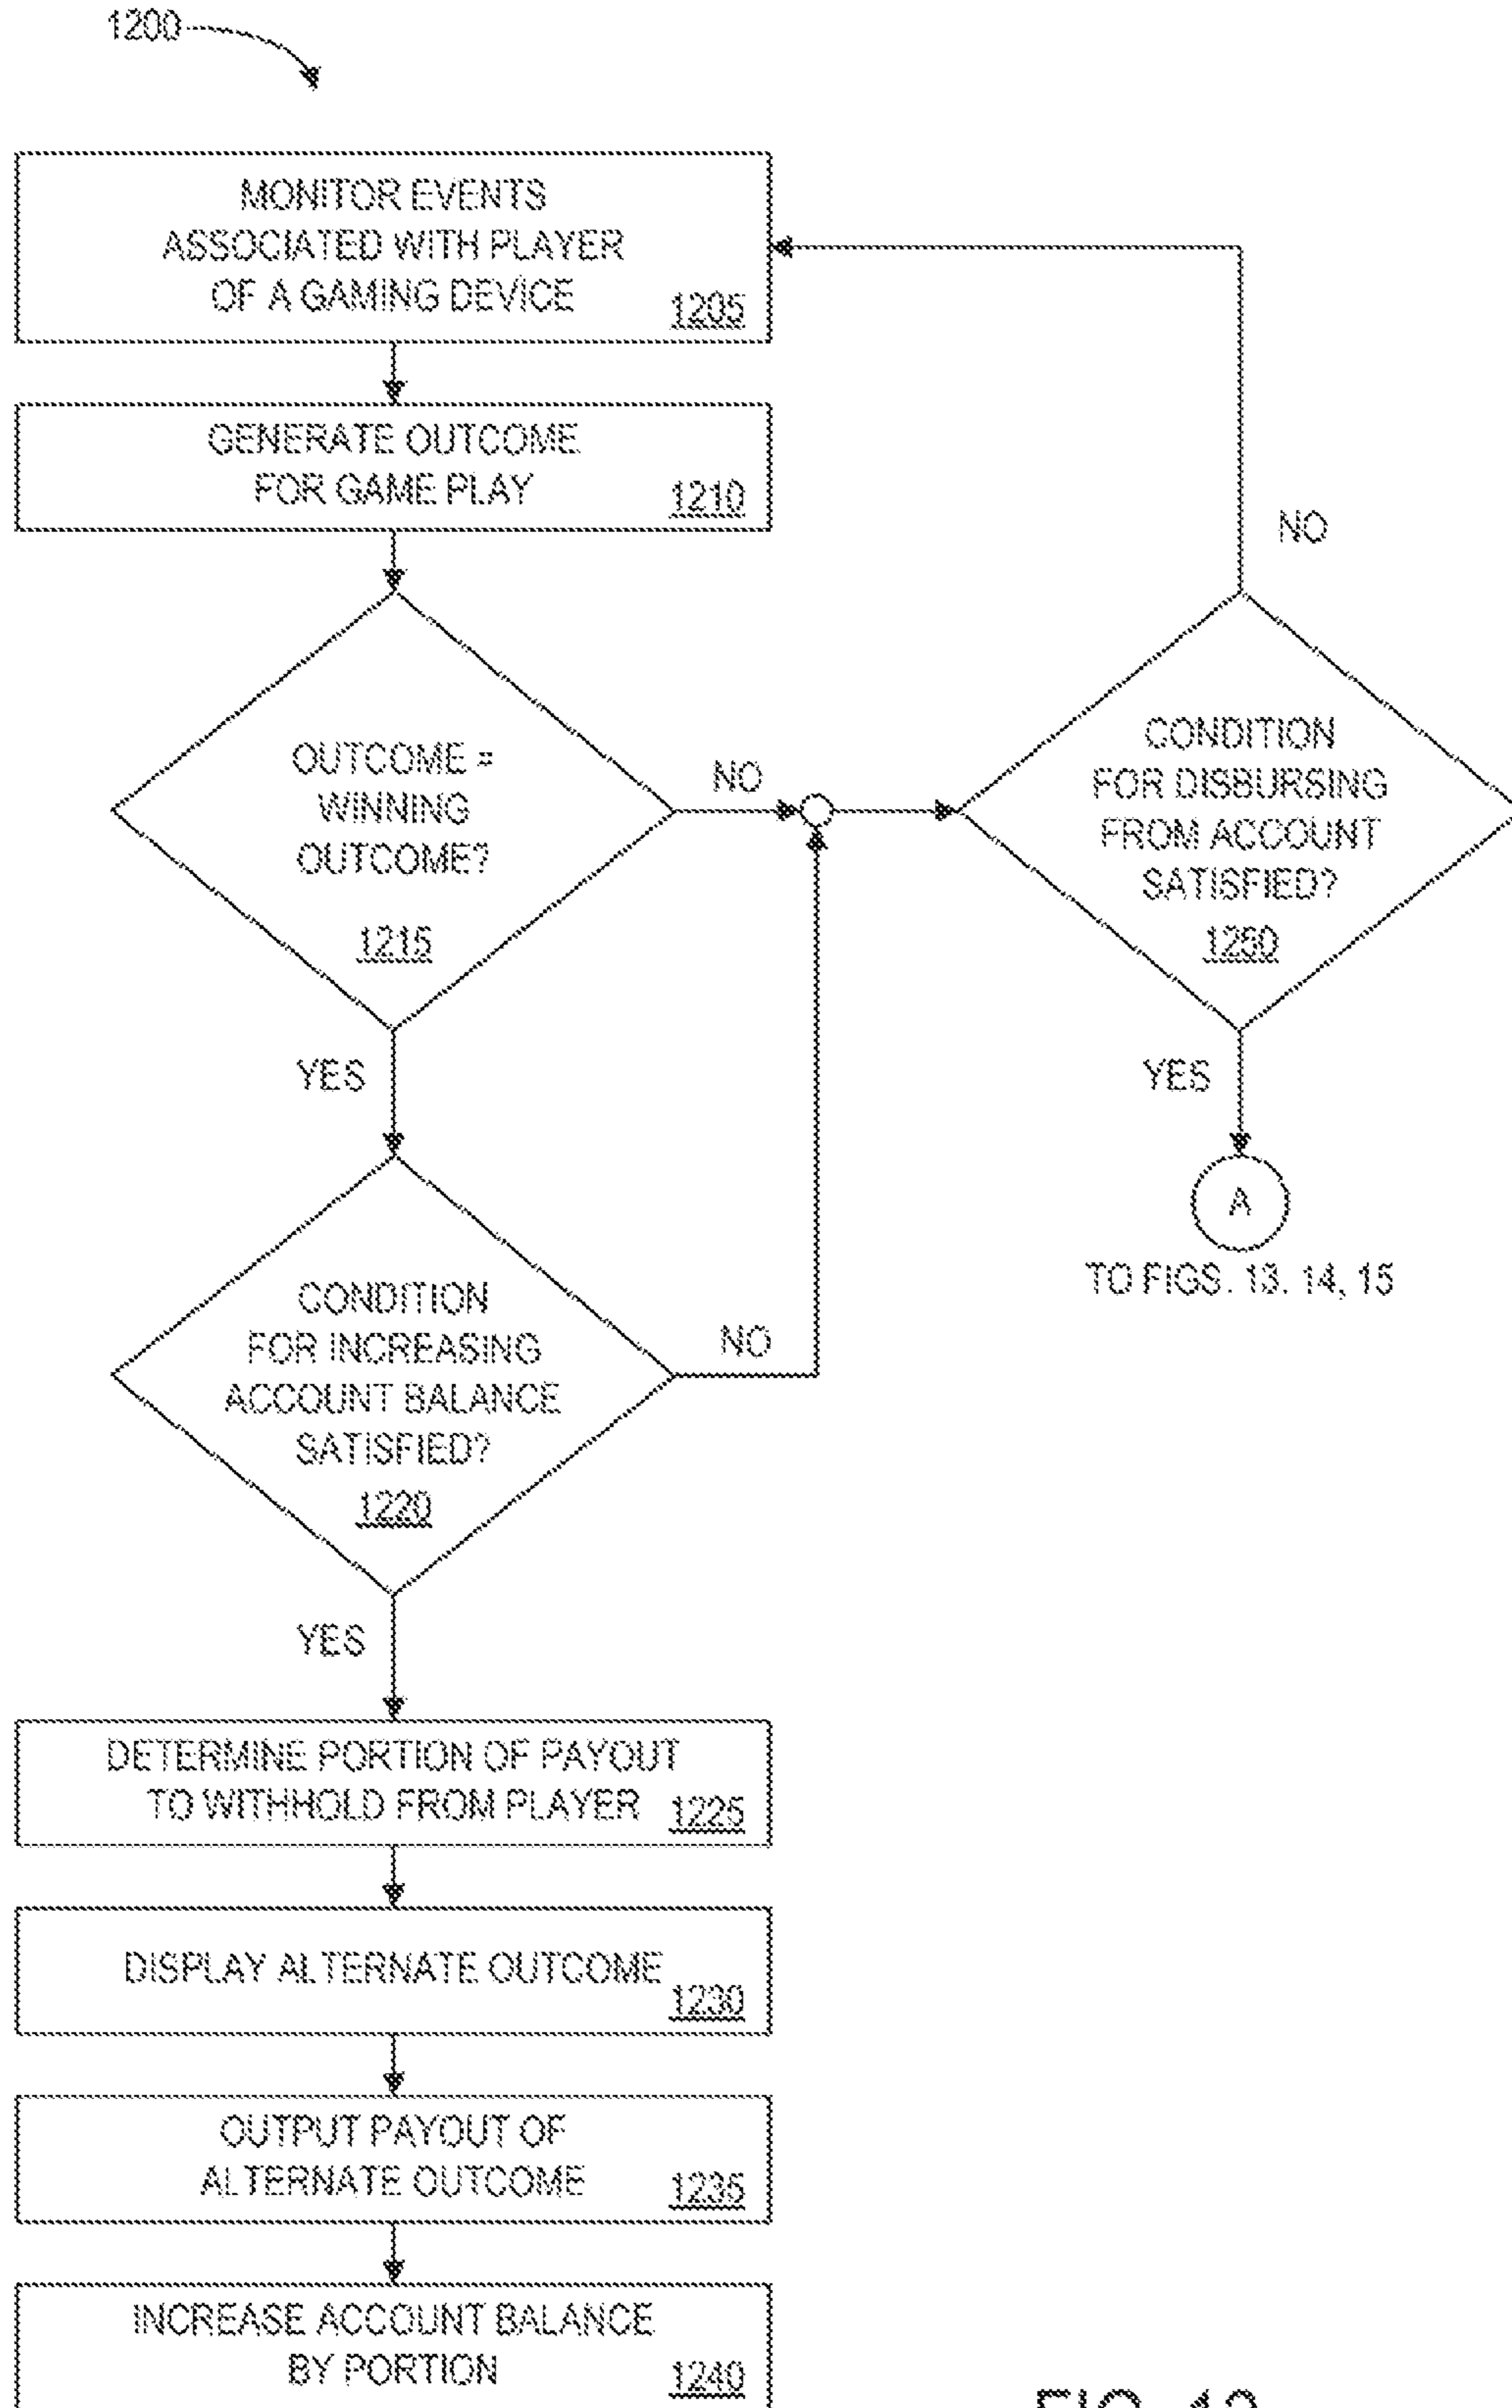 1200
MONITOR EVENTS
ASSOCIATED WITH PLAYER
OF A GAMING DEVICE
1205
GENERATE OUTCOME
FOR GAME PLAY
1210
OUTCOME =
WINNING
OUTCOME?
1215
NO
YES
CONDITION
FOR DISBURSING
FROM ACCOUNT
SATISFIED?
1250
NO
YES
A
TO FIGS. 13. 14, 15
CONDITION
FOR INCREASING
ACCOUNT BALANCE
SATISFIED?
1220
NO
YES
DETERMINE PORTION OF PAYOUT
TO WITHHOLD FROM PLAYER
1225
DISPLAY ALTERNATE OUTCOME
1230
OUTPUT PAYOUT OF
ALTERNATE OUTCOME
1235
INCREASE ACCOUNT BALANCE
BY PORTION
1240
FIG. 12